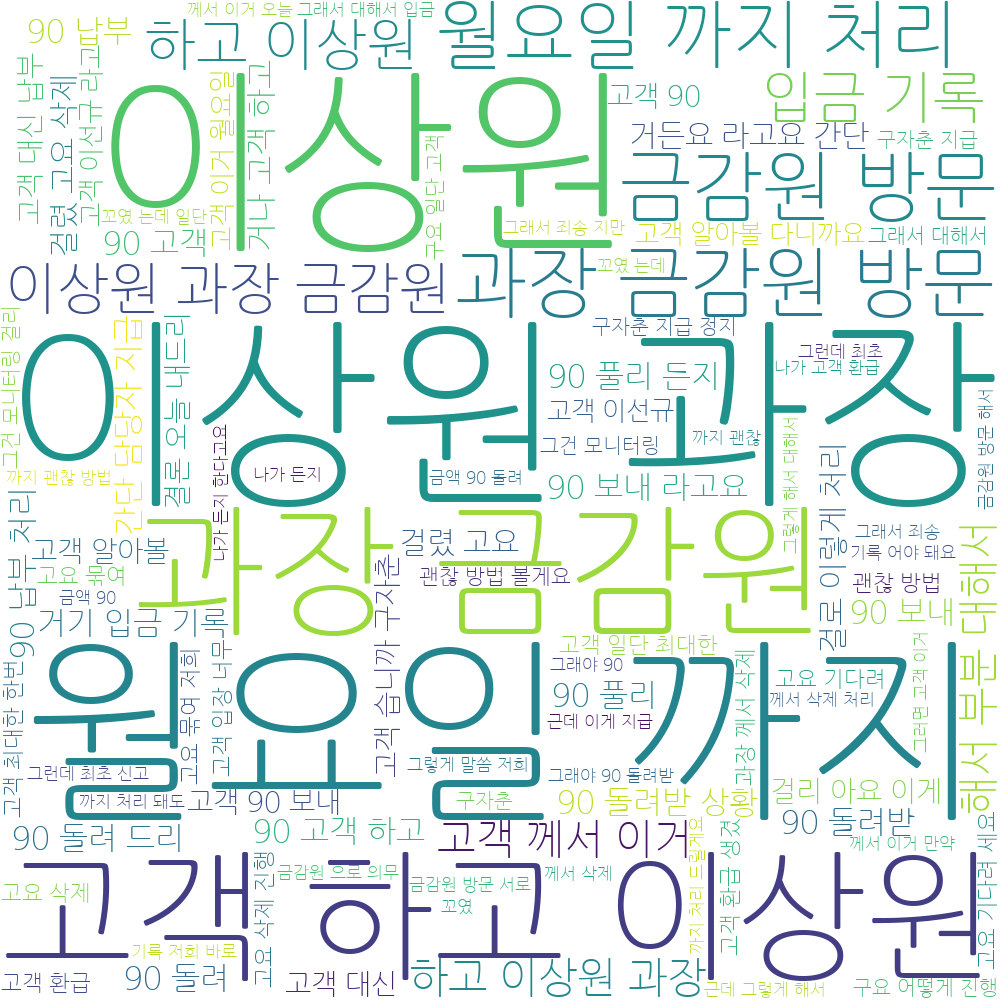 께서 이거 오늘
그래서 대해서 입금
90 납부
하고 이상원
월요일 까지 처리
이상원
고객 90
입금 기록
거든요 라고요 간단
구자춘 지급
금감원 방문
고객 대신 납부
걸렸 고요 삭제
고객 이선규 라고
고객 이거 월요일
거나 고객 하고
구요 일단 고객
꼬였 는데 일단
90 고객
그래서 죄송 지만
고객 알아볼 다니까요
그래서 대해서
꼬였 는데
이상원 과장 금감원
과장 금감원 방문
그건 모니터링 걸리
간단 담당자 지급
결론 오늘 내드리
구자춘 지급 정지
그런데 최초
나가 고객 환급
이상원 과장
90 풀리 든지
고객 이선규
그건 모니터링
까지 괜찮
까지 괜찮 방법
나가 든지 한다고요
나가 든지
금액 90 돌려
90 보내 라고요
그렇게 해서 대해서
결로 이렇게 처리
금감원 방문 해서
90 납부 처리
고객 알아볼
고요 묶여
금액 90
과장 금감원
걸렸 고요
괜찮 방법 볼게요
그래서 죄송
기록 어야 돼요
괜찮 방법
90 보내
해서 부분 대해서
거기 입금 기록
고객 습니까 구자춘
고객 일단 최대한
그래야 90
고요 기다려
90 풀리
께서 삭제 처리
근데 이게 지급
그러면 고객 이거
고객 최대한 한번
월요일 까지
고요 묶여 저희
고객 입장 너무
과장 께서 삭제
그런데 최초 신고
그렇게 말씀 저희
그래야 90 돌려받
걸리 아요 이게
까지 처리 돼도
고객 90 보내
구자춘
90 돌려받 상황
90 돌려받
90 돌려 드리
90 고객 하고
고객 께서 이거
까지 처리 드릴게요
고객 환급 생겼
께서 이거 만약
고요 기다려 세요
고객 하고 이상원
고요 삭제
고요 삭제 진행
금감원 으로 의무
금감원 방문 서로
께서 삭제
꼬였
기록 저희 바로
고객 환급
90 돌려
고객 대신
하고 이상원 과장
근데 그렇게 해서
구요 어떻게 진행